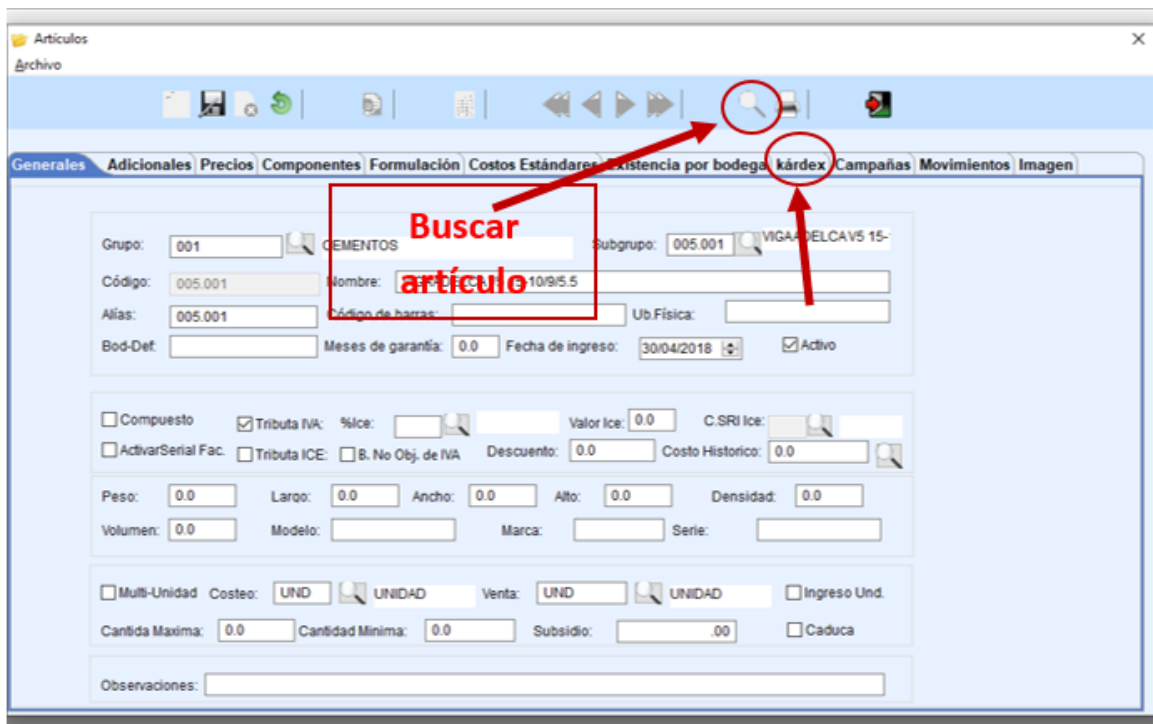 Artículos
Archivo
Generales Adicionales Precios Componentes Formulación Costos Estándares Existencia por bodega kárdex Campañas Movimientos Imagen
Buscar
artículo
Grupo: 001 CEMENTOS Subgrupo: 005.001 VIGAADELCAV5 15-
Código: 005.001 Nombre: 15-10/9/5.5
Alías: 005.001 Código de barras: Ub.Física:
Bod-Def: Meses de garantía: 0.0 Fecha de ingreso: 30/04/2018 Activo
Compuesto Tributa IVA: %Ice: Valor Ice: 0.0 C.SRI Ice:
ActivarSerial Fac. Tributa ICE: B. No Obj. de IVA Descuento: 0.0 Costo Historico: 0.0
Peso: 0.0 Largo: 0.0 Ancho: 0.0 Alto: 0.0 Densidad: 0.0
Volumen: 0.0 Modelo: Marca: Serie:
Multi-Unidad Costeo: UND UNIDAD Venta: UND UNIDAD Ingreso Und.
Cantida Maxima: 0.0 Cantidad Minima: 0.0 Subsidio: .00 Caduca
Observaciones: